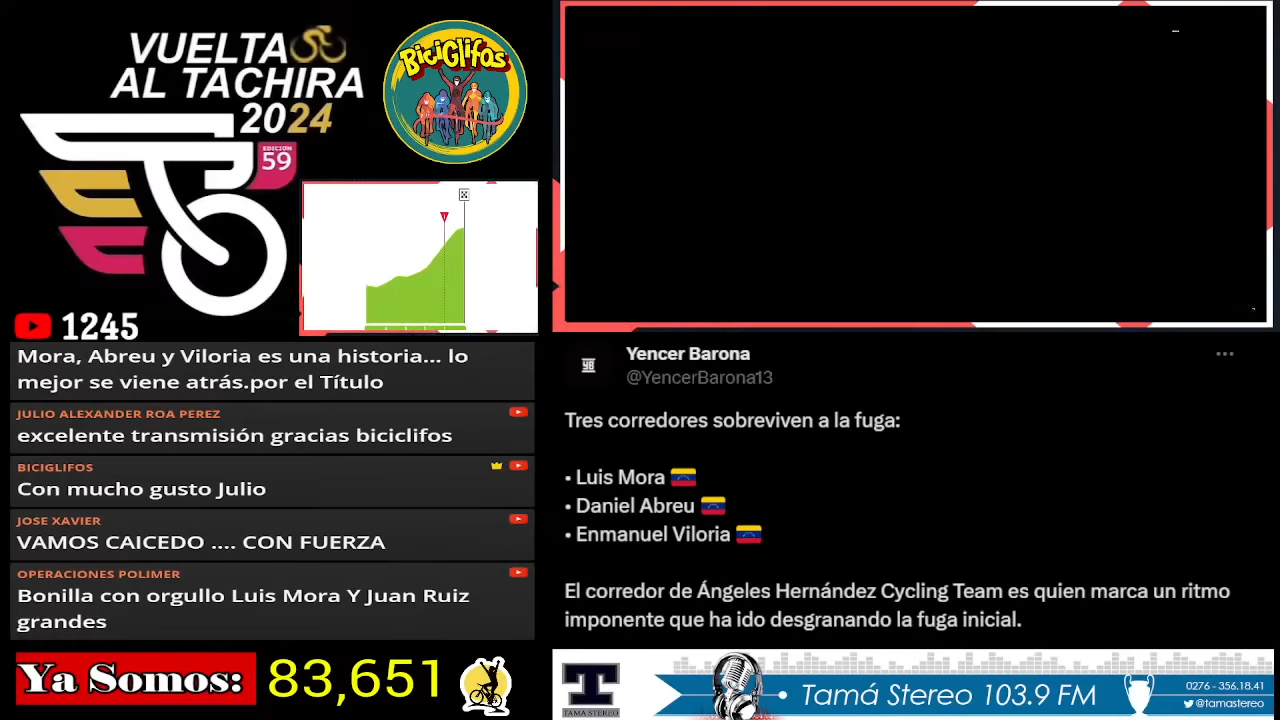 VUELTA
AL TACHIRA
2024
EDICION
59
BiciGlifos
1245
Mora, Abreu y Viloria es una historia... lo
mejor se viene atrás.por el Título
JULIO ALEXANDER ROA PEREZ
excelente transmisión gracias biciclifos
BICIGLIFOS
Con mucho gusto Julio
JOSE XAVIER
VAMOS CAICEDO .... CON FUERZA
OPERACIONES POLIMER
Bonilla con orgullo Luis Mora Y Juan Ruiz
grandes
Ya Somos: 83,651
Yencer Barona
@YencerBarona13
Tres corredores sobreviven a la fuga:
• Luis Mora 🇻🇪
• Daniel Abreu 🇻🇪
• Enmanuel Viloria 🇻🇪
El corredor de Ángeles Hernández Cycling Team es quien marca un ritmo
imponente que ha ido desgranando la fuga inicial.
T
TAMA STEREO
Tamá Stereo 103.9 FM
0276 - 356.18.41
@tamastereo